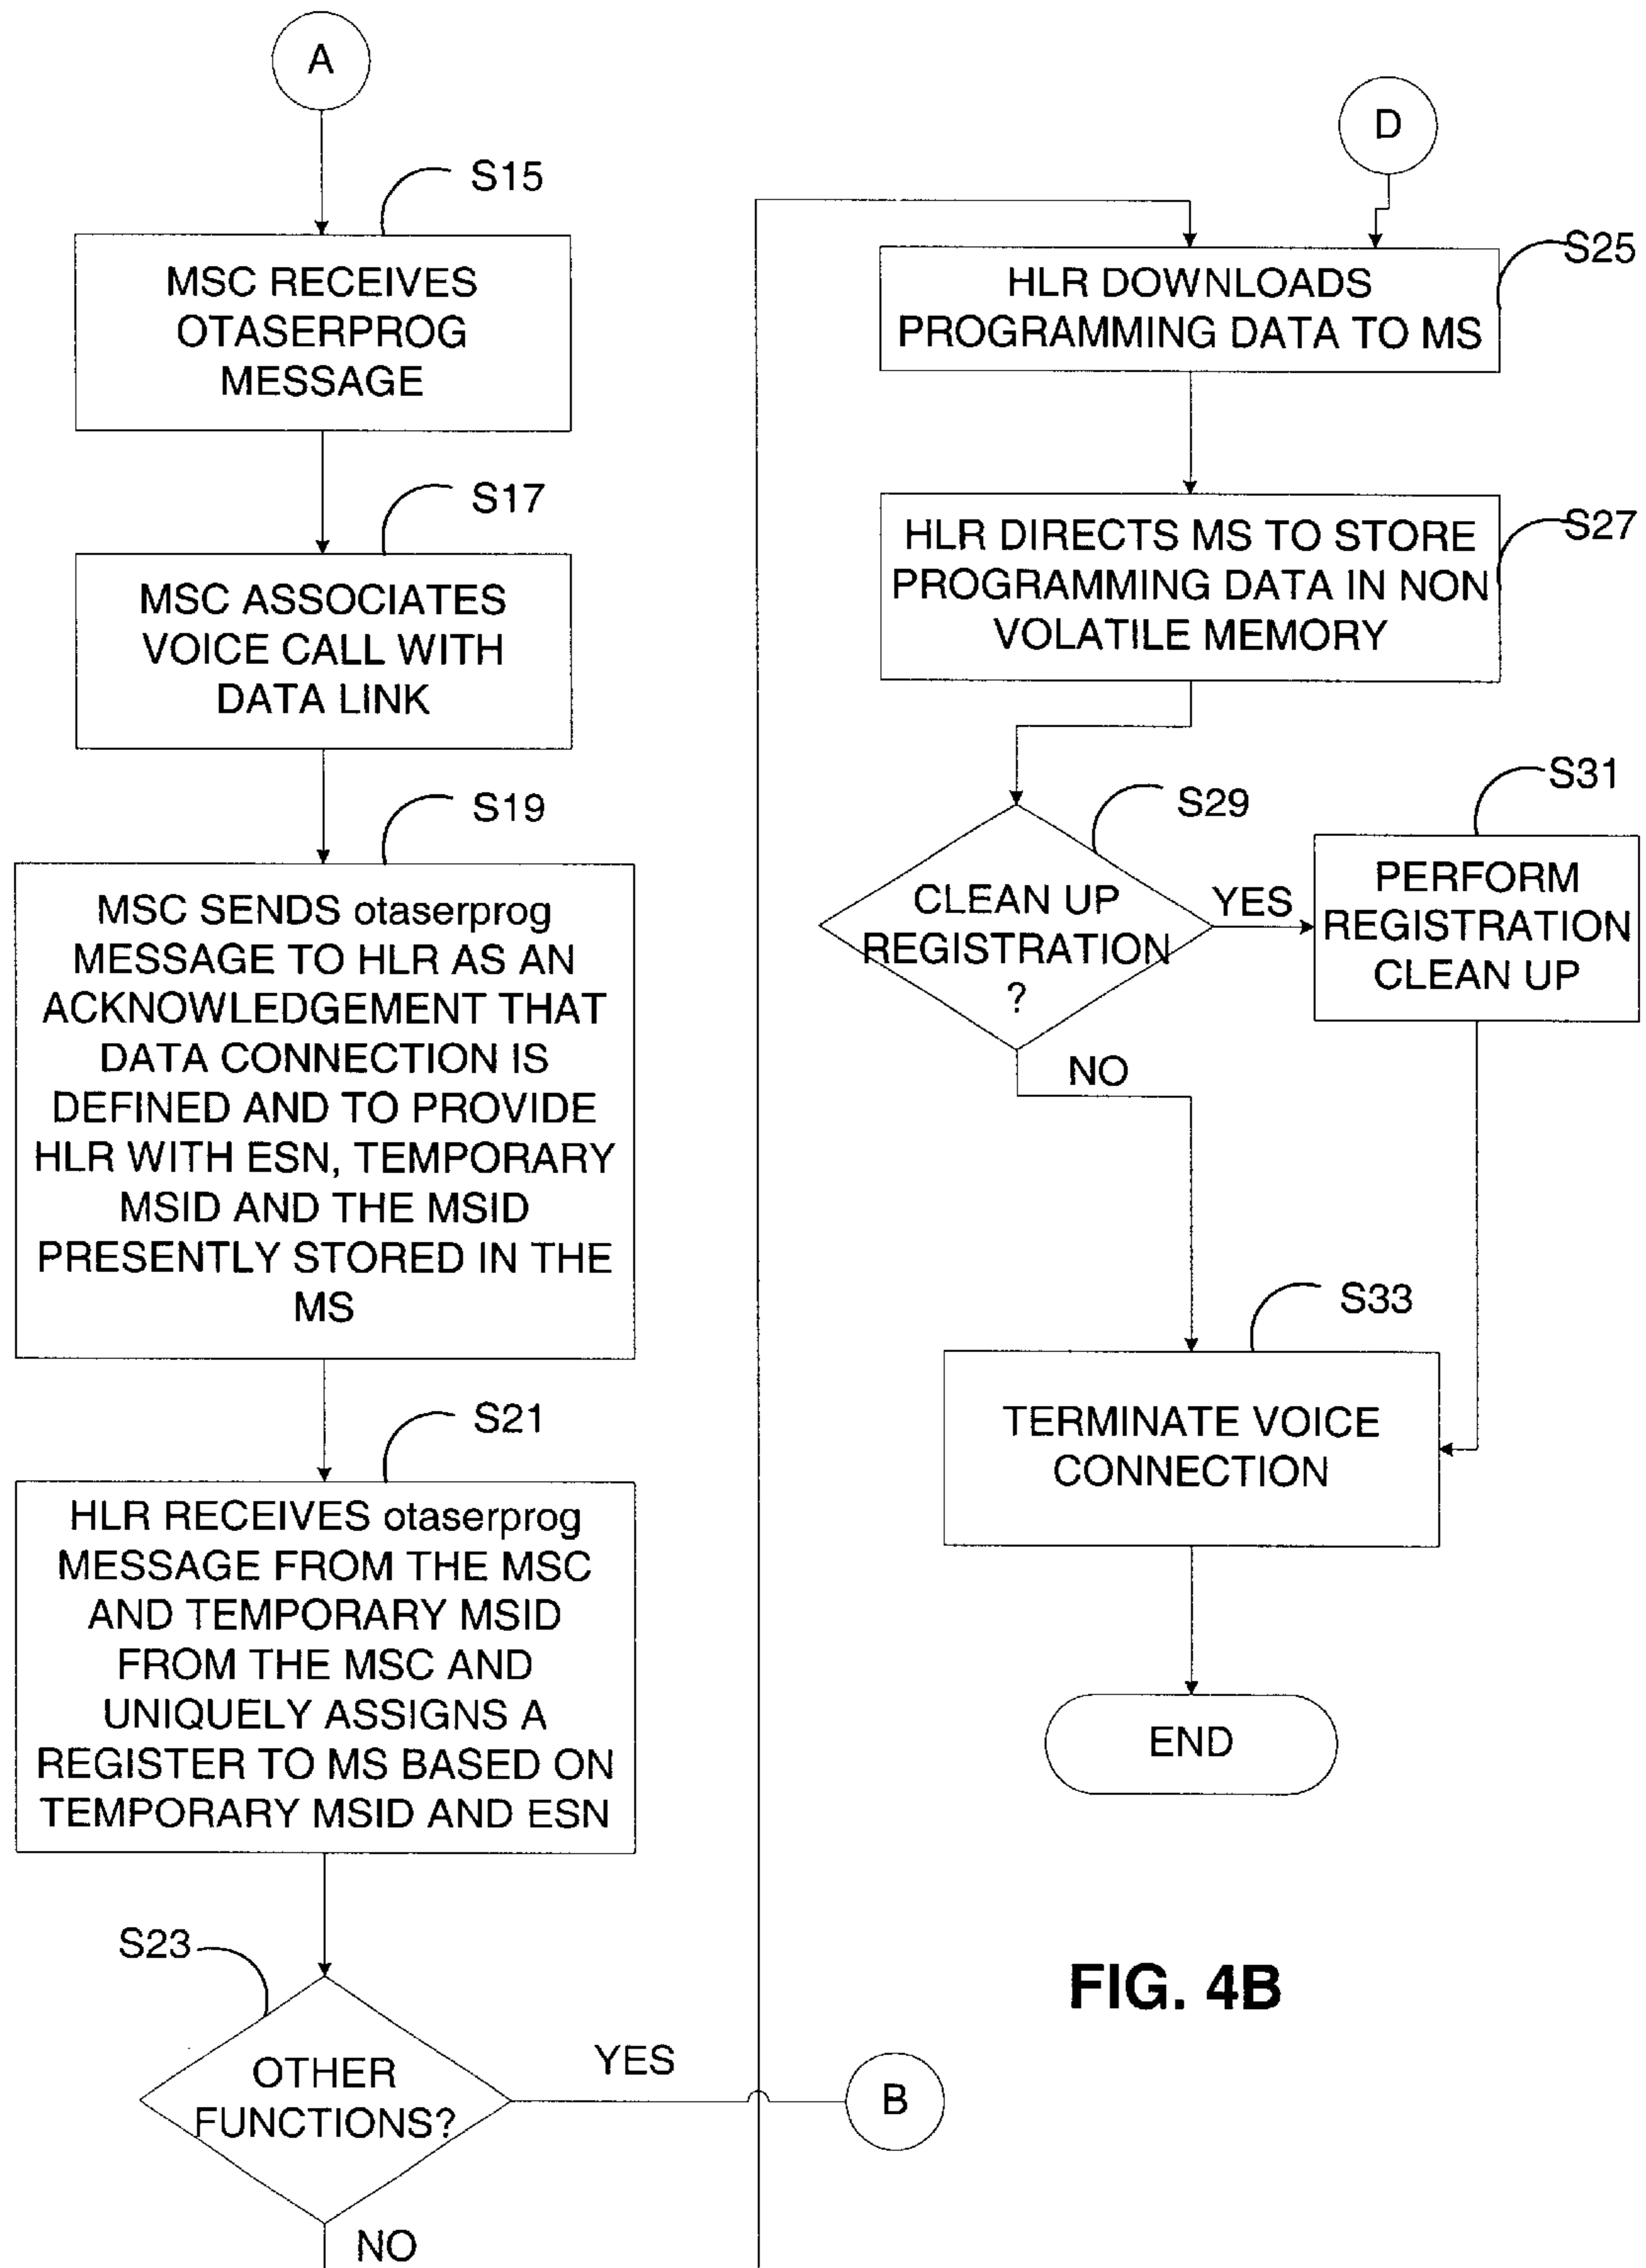 A
S15
MSC RECEIVES
OTASERPROG
MESSAGE
S17
MSC ASSOCIATES
VOICE CALL WITH
DATA LINK
S19
MSC SENDS otaserprog
MESSAGE TO HLR AS AN
ACKNOWLEDGEMENT THAT
DATA CONNECTION IS
DEFINED AND TO PROVIDE
HLR WITH ESN, TEMPORARY
MSID AND THE MSID
PRESENTLY STORED IN THE
MS
S21
HLR RECEIVES otaserprog
MESSAGE FROM THE MSC
AND TEMPORARY MSID
FROM THE MSC AND
UNIQUELY ASSIGNS A
REGISTER TO MS BASED ON
TEMPORARY MSID AND ESN
S23
OTHER
FUNCTIONS?
YES
B
NO
D
S25
HLR DOWNLOADS
PROGRAMMING DATA TO MS
S27
HLR DIRECTS MS TO STORE
PROGRAMMING DATA IN NON
VOLATILE MEMORY
S29
CLEAN UP
REGISTRATION
?
YES
S31
PERFORM
REGISTRATION
CLEAN UP
NO
S33
TERMINATE VOICE
CONNECTION
END
FIG. 4B